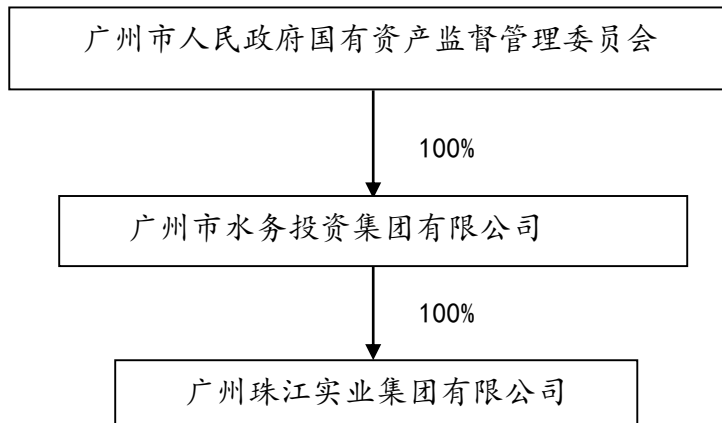 广州市人民政府国有资产监督管理委员会
100%
广州市水务投资集团有限公司
100%
广州珠江实业集团有限公司